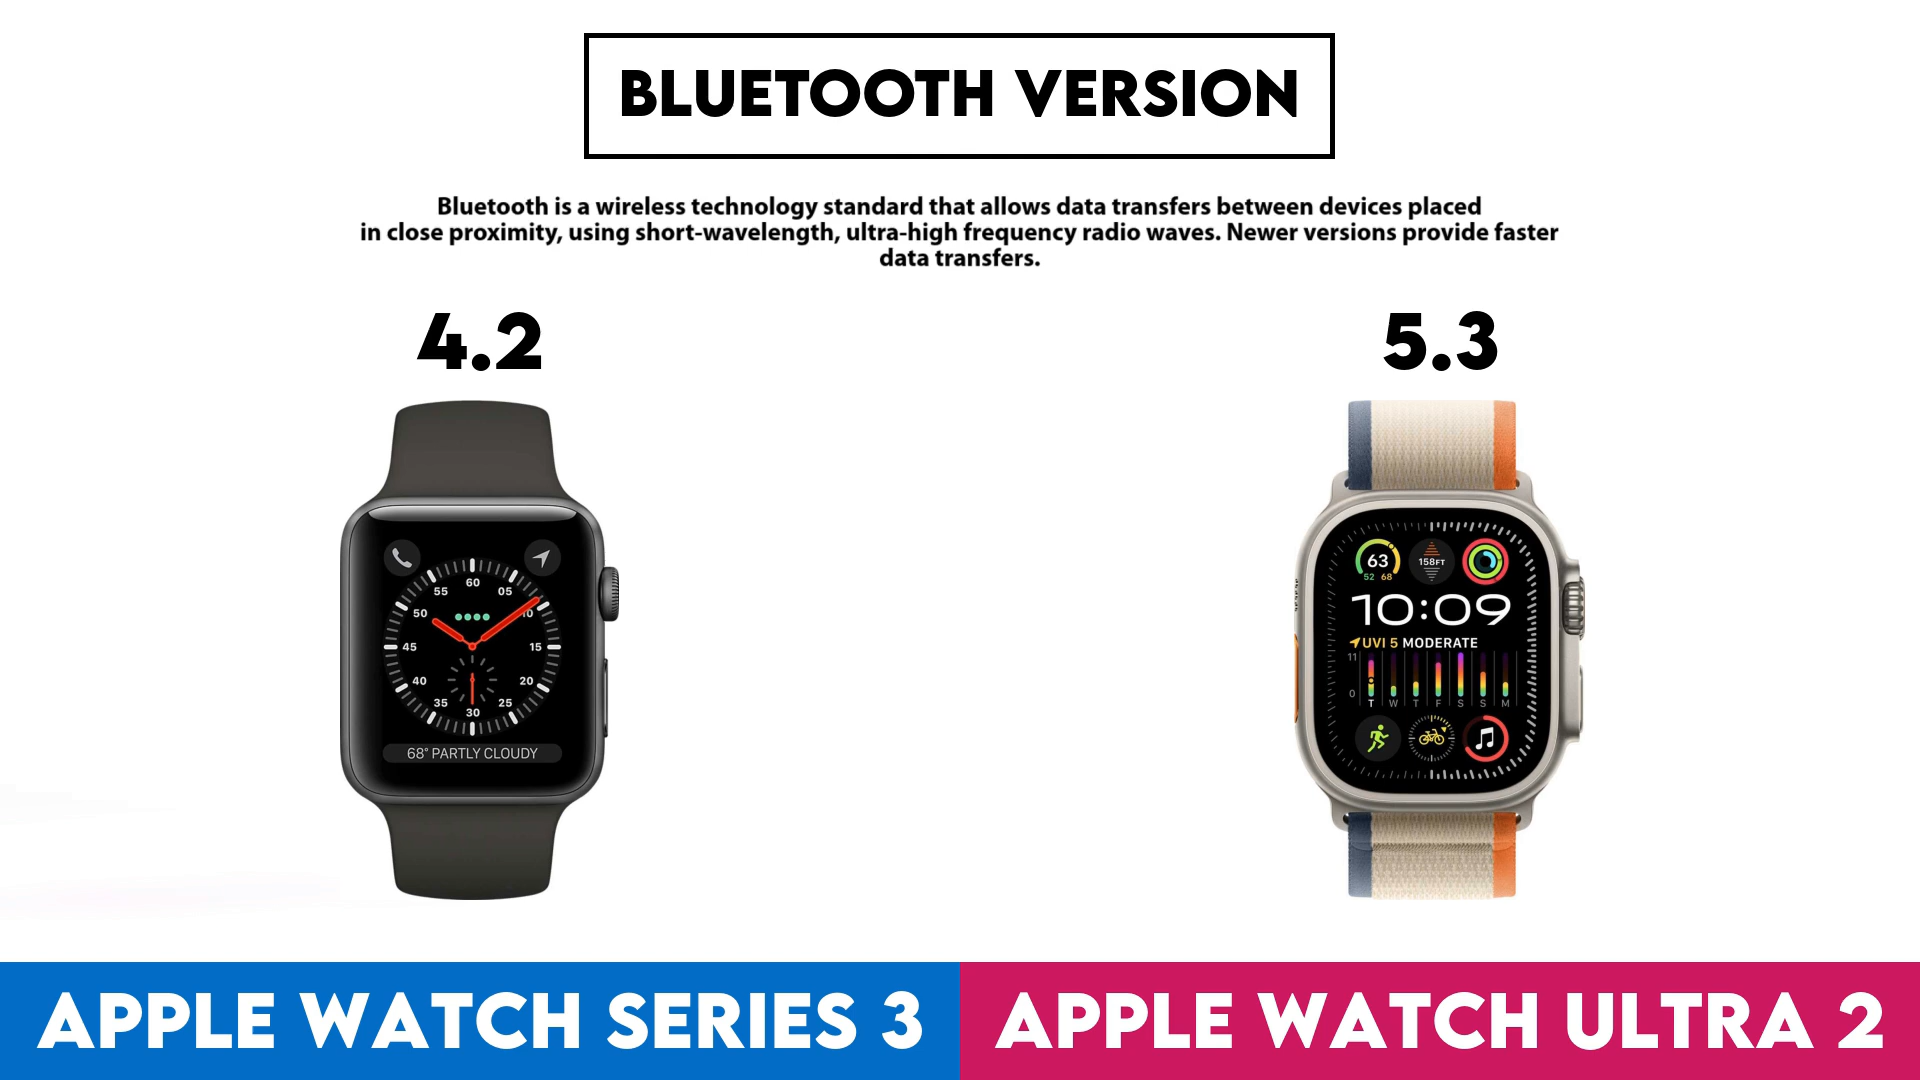 BLUETOOTH VERSION
Bluetooth is a wireless technology standard that allows data transfers between devices placed
in close proximity, using short-wavelength, ultra-high frequency radio waves. Newer versions provide faster
data transfers.
4.2
5.3
60
55 05
50 10
45 15
40 20
35 25
30
68° PARTLY CLOUDY
63
52 68
158FT
10:09
UVI 5 MODERATE
11
0
T W T F S S M
APPLE WATCH SERIES 3
APPLE WATCH ULTRA 2